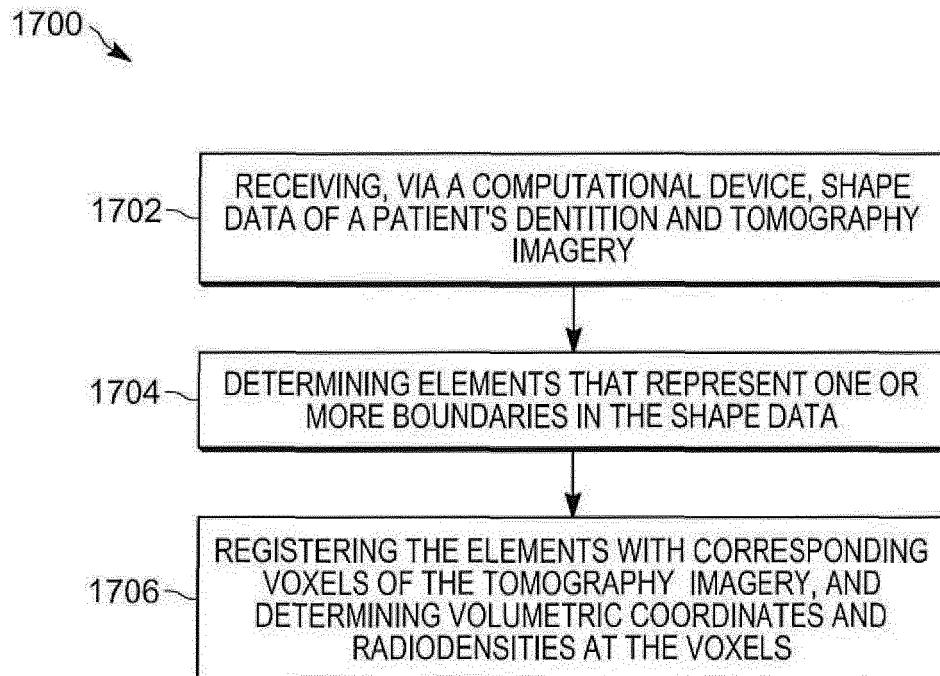 1700
1702
RECEIVING, VIA A COMPUTATIONAL DEVICE, SHAPE
DATA OF A PATIENT'S DENTITION AND TOMOGRAPHY
IMAGERY
1704
DETERMINING ELEMENTS THAT REPRESENT ONE OR
MORE BOUNDARIES IN THE SHAPE DATA
1706
REGISTERING THE ELEMENTS WITH CORRESPONDING
VOXELS OF THE TOMOGRAPHY IMAGERY, AND
DETERMINING VOLUMETRIC COORDINATES AND
RADIODENSITIES AT THE VOXELS